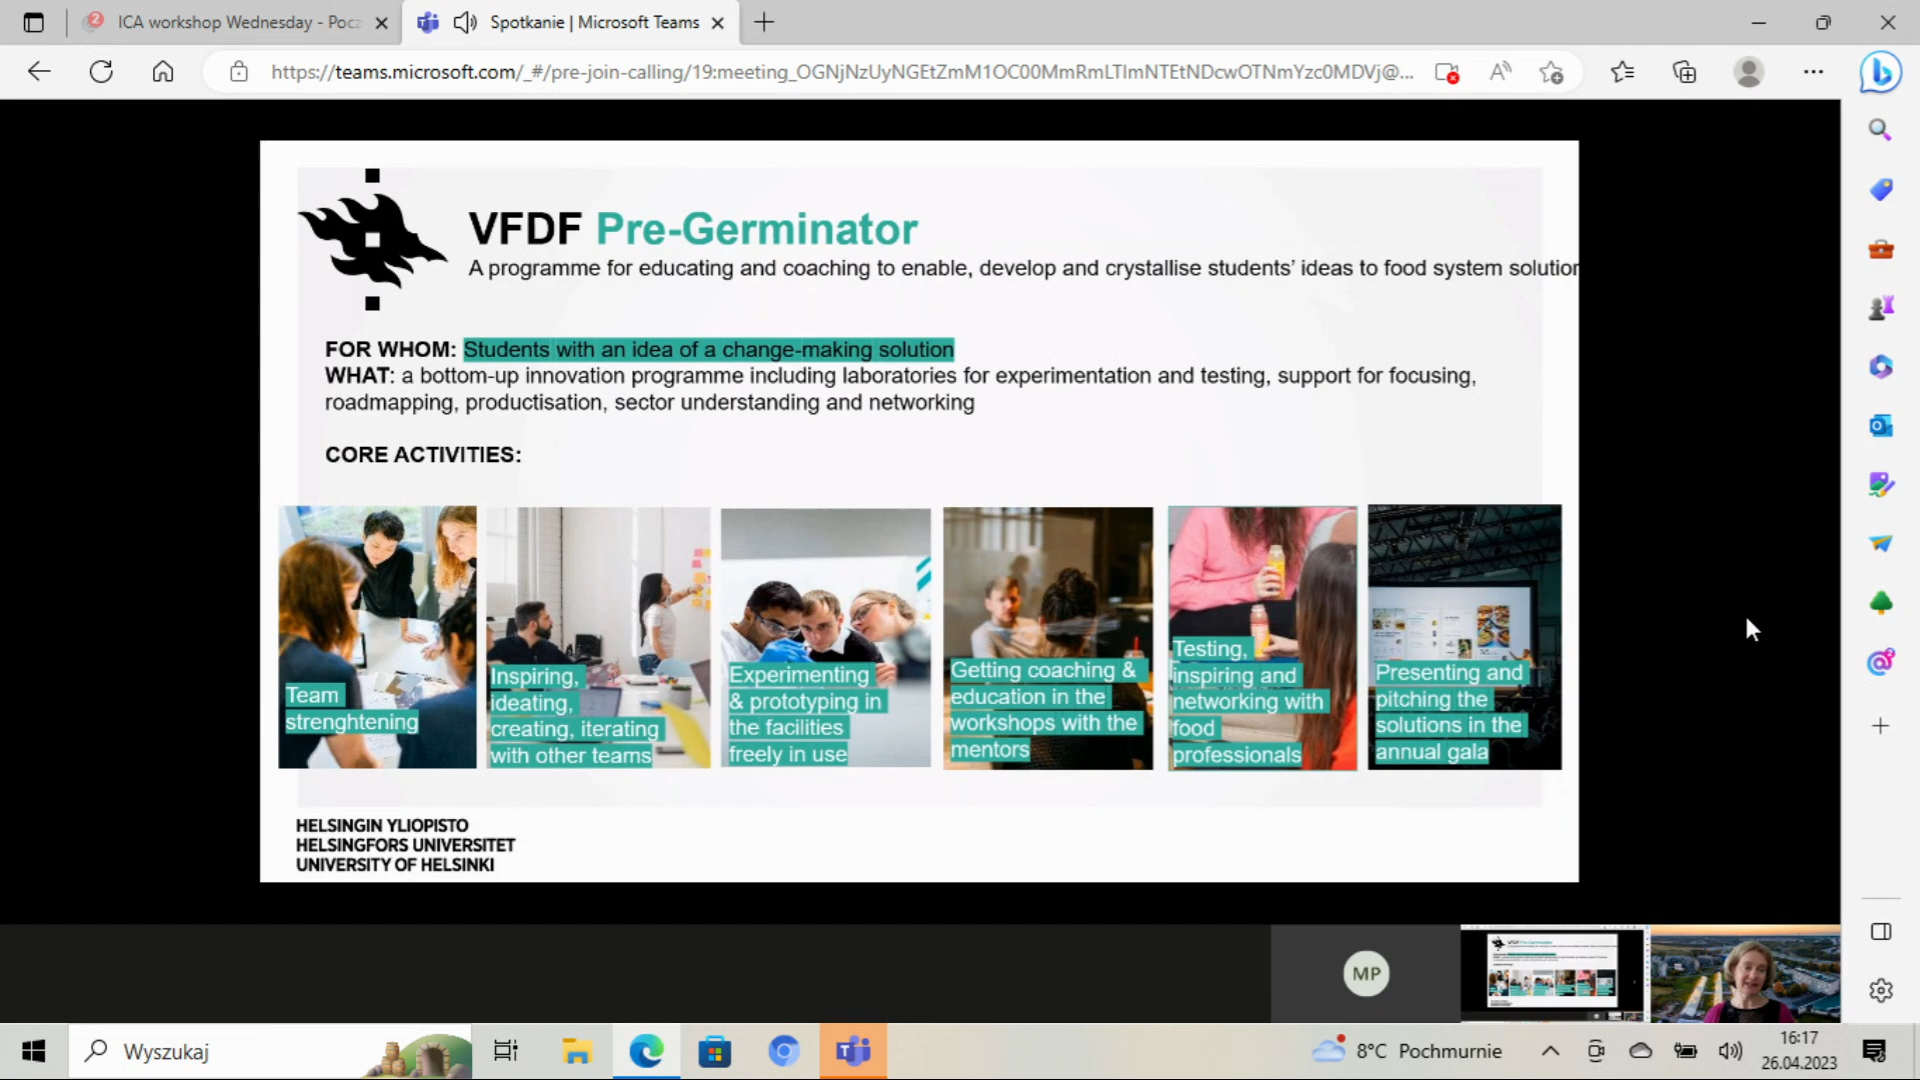 ICA workshop Wednesday - Pocz
Spotkanie | Microsoft Teams
https://teams.microsoft.com/_#/pre-join-calling/19:meeting_OGNjNzUyNGEtZmM1OC00MmRmLTlmNTEtNDcwOTNmYzc0MDVj@...
VFDF Pre-Germinator
A programme for educating and coaching to enable, develop and crystallise students’ ideas to food system solution
FOR WHOM: Students with an idea of a change-making solution
WHAT: a bottom-up innovation programme including laboratories for experimentation and testing, support for focusing,
roadmapping, productisation, sector understanding and networking
CORE ACTIVITIES:
Team
strenghtening
Inspiring,
ideating,
creating, iterating
with other teams
Experimenting
& prototyping in
the facilities
freely in use
Getting coaching &
education in the
workshops with the
mentors
Testing,
inspiring and
networking with
food
professionals
Presenting and
pitching the
solutions in the
annual gala
HELSINGIN YLIOPISTO
HELSINGFORS UNIVERSITET
UNIVERSITY OF HELSINKI
MP
Wyszukaj
8°C Pochmurnie
16:17
26.04.2023